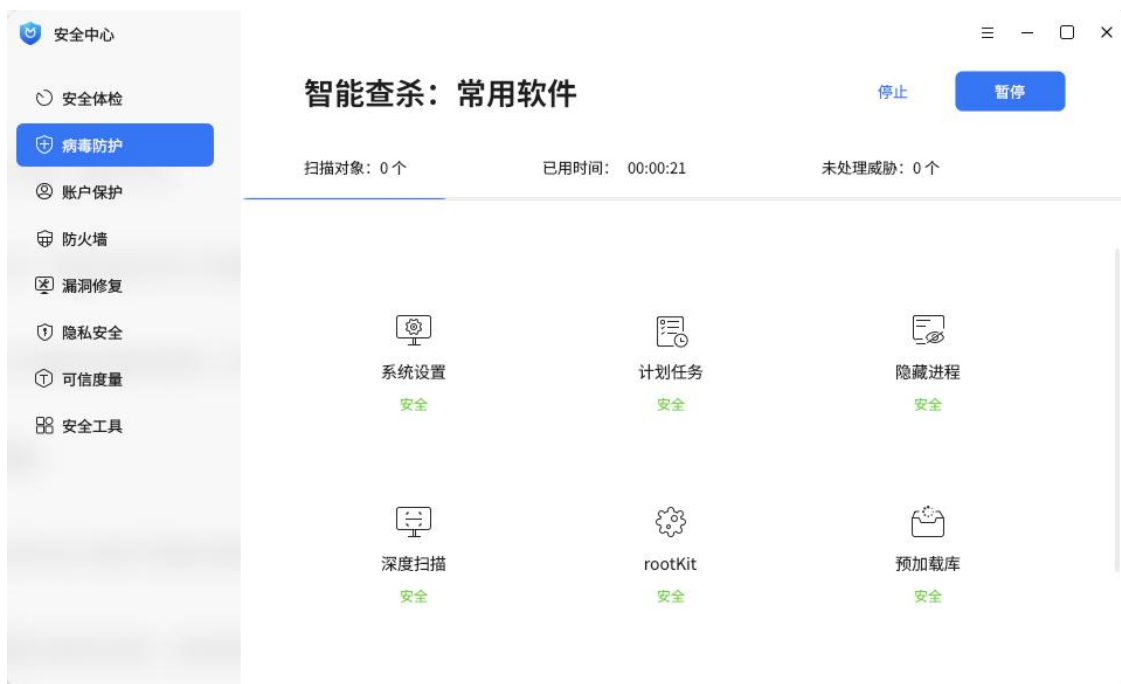 安全中心
安全体检
病毒防护
账户保护
防火墙
漏洞修复
隐私安全
可信度量
安全工具
智能查杀：常用软件
停止
暂停
扫描对象：0个
已用时间： 00:00:21
未处理威胁：0个
系统设置
计划任务
隐藏进程
安全
安全
安全
深度扫描
rootKit
预加载库
安全
安全
安全